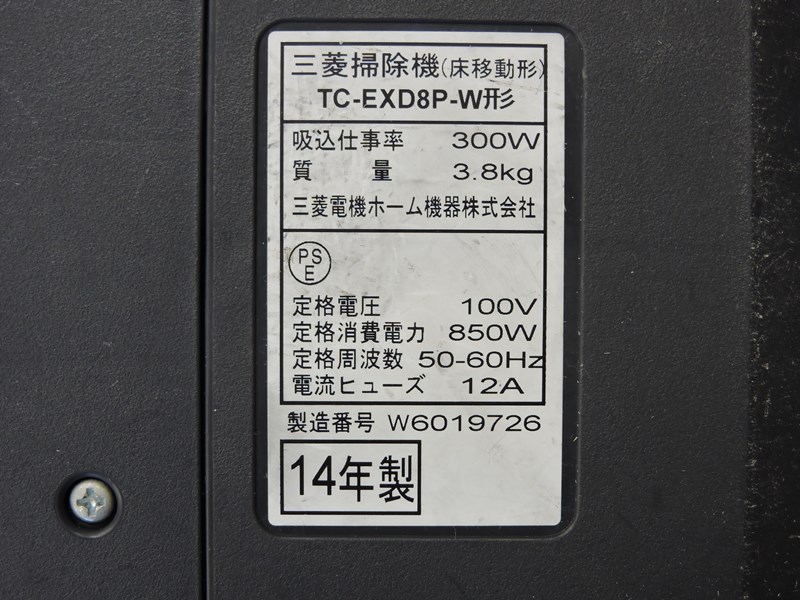 三菱掃除機(床移動形)
TC-EXD8P-W形
吸込仕事率 300W
質量 3.8kg
三菱電機ホーム機器株式会社
PS
E
定格電圧 100V
定格消費電力 850W
定格周波数 50-60Hz
電流ヒューズ 12A
製造番号 W6019726
14年製